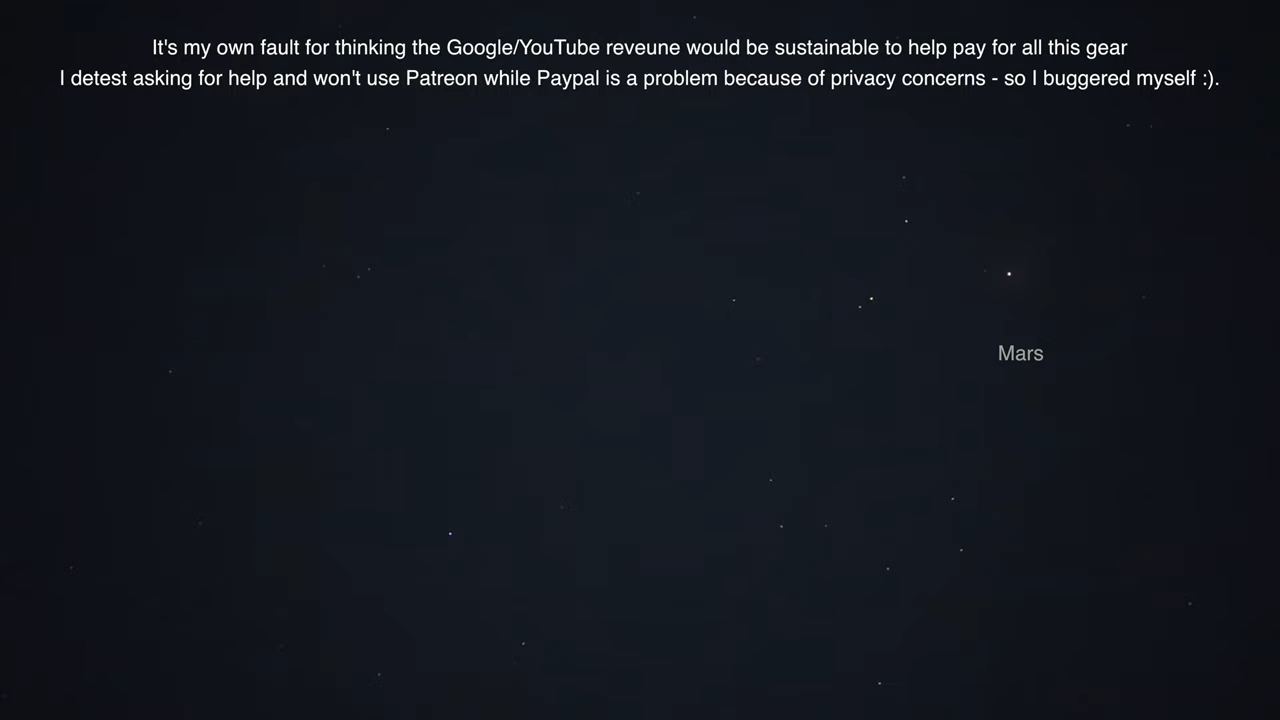 It's my own fault for thinking the Google/YouTube reveune would be sustainable to help pay for all this gear
I detest asking for help and won't use Patreon while Paypal is a problem because of privacy concerns - so I buggered myself :).
Mars